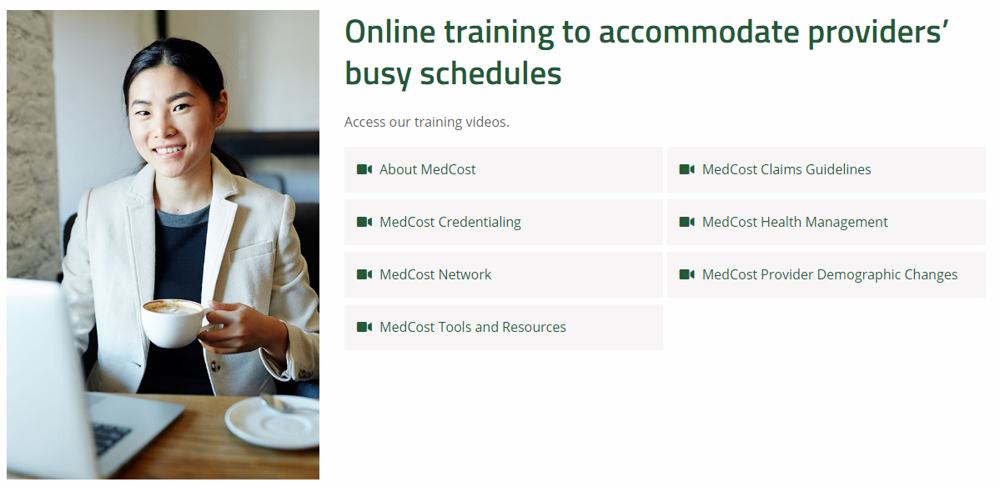 Online training to accommodate providers’
busy schedules
Access our training videos.
About MedCost
MedCost Claims Guidelines
MedCost Credentialing
MedCost Health Management
MedCost Network
MedCost Provider Demographic Changes
MedCost Tools and Resources